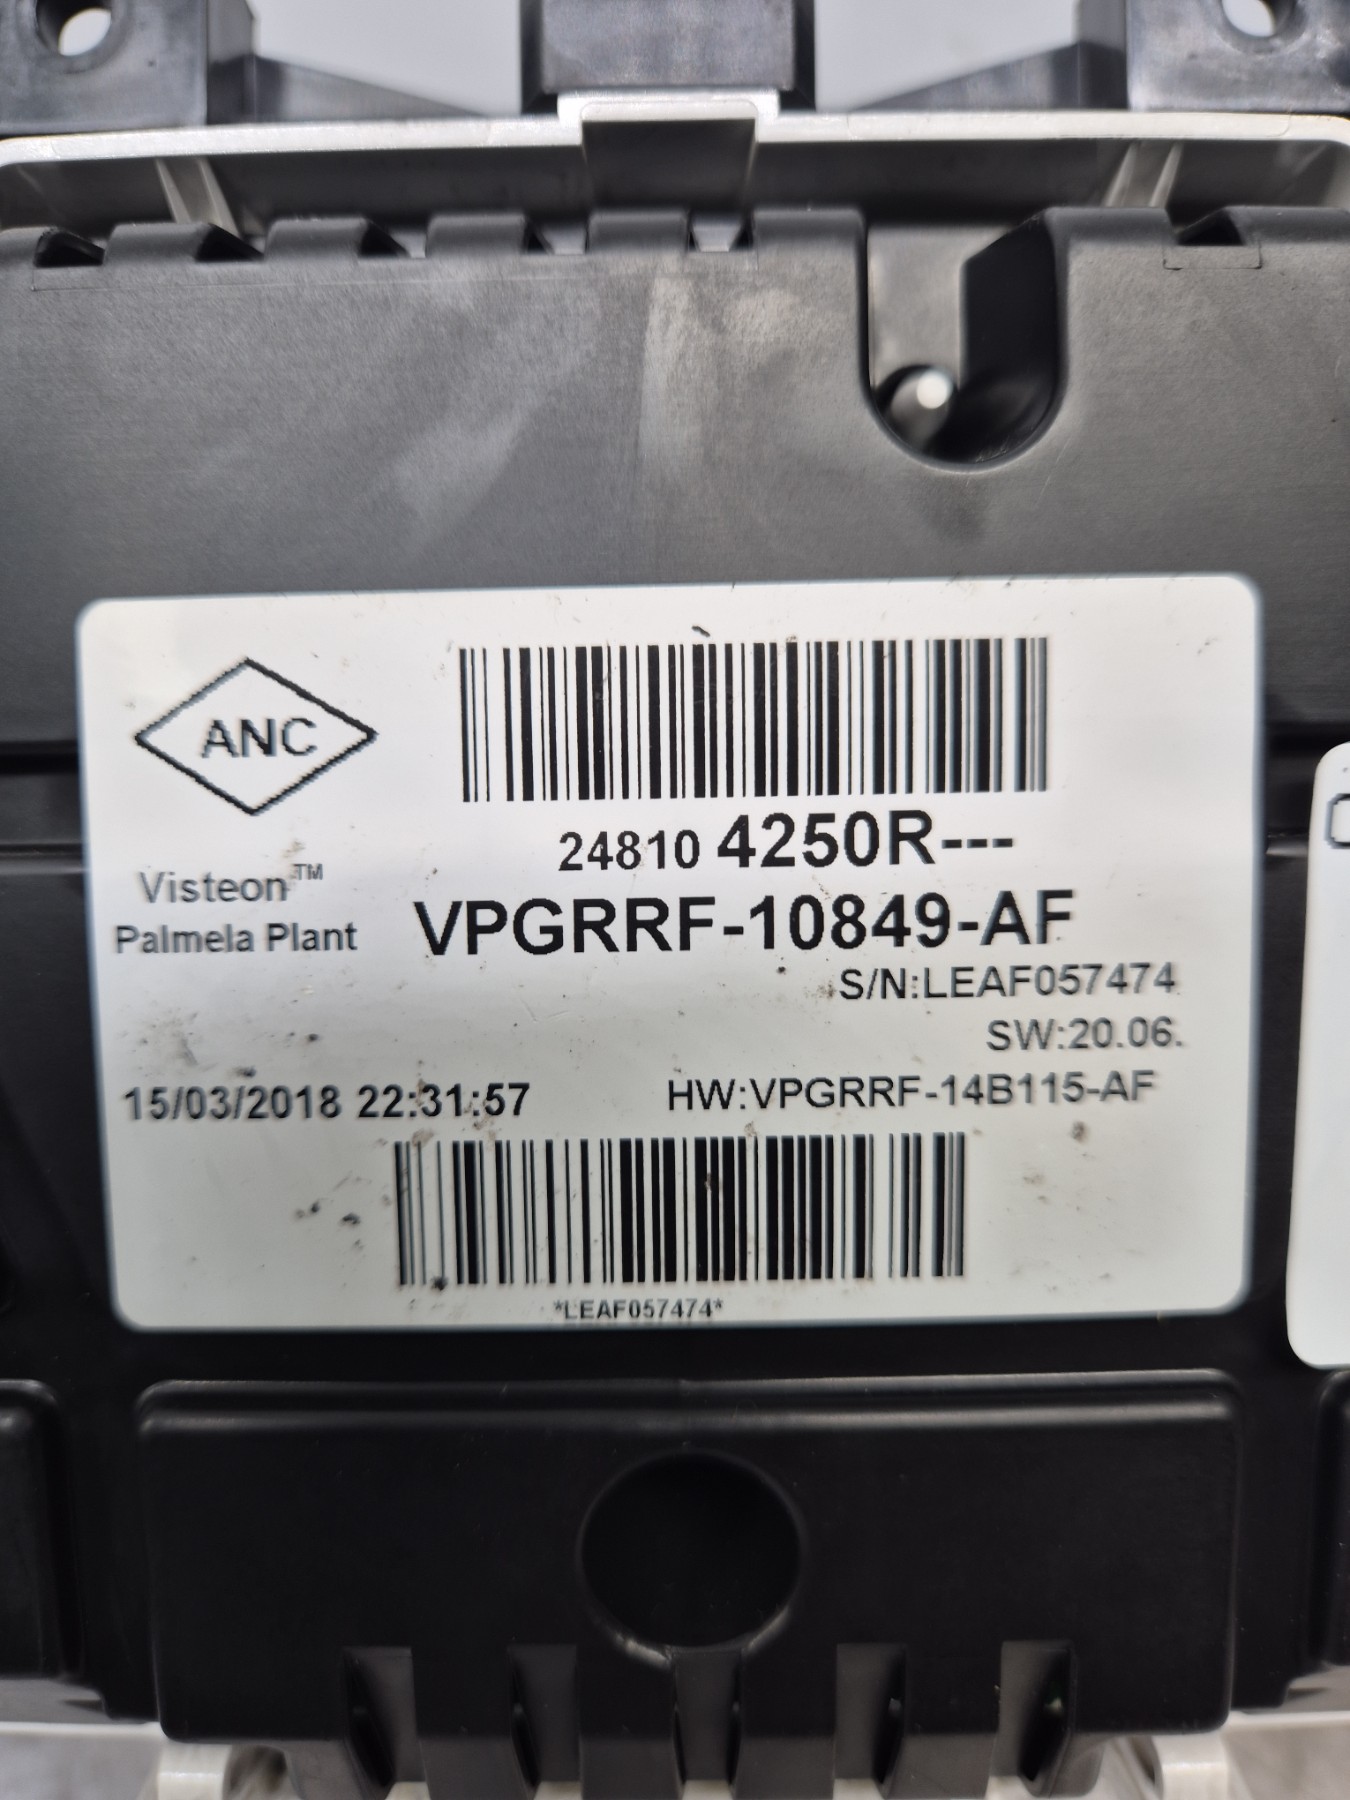 ANC
24810 4250R---
Visteon™
Palmela Plant
VPGRRF-10849-AF
S/N:LEAF057474
SW:20.06.
15/03/2018 22:31:57
HW:VPGRRF-14B115-AF
*LEAF057474*